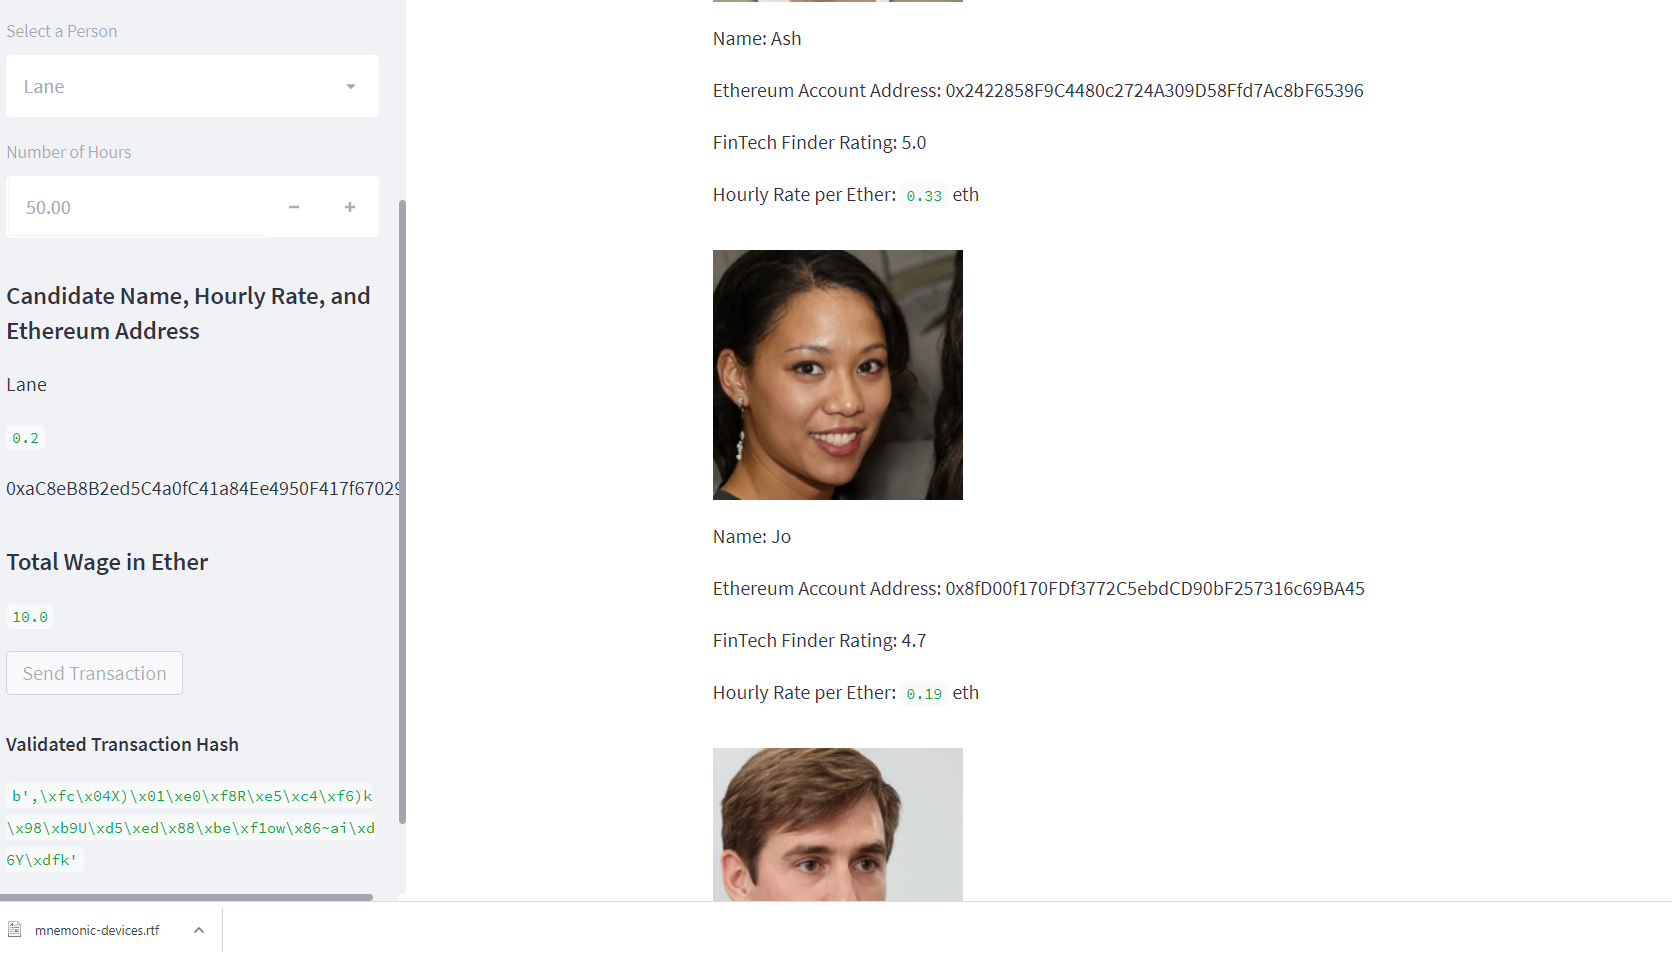 Select a Person
Lane
Number of Hours
50.00
Candidate Name, Hourly Rate, and
Ethereum Address
Lane
0.2
0xaC8eB8B2ed5C4a0fC41a84Ee4950F417f67029
Total Wage in Ether
10.0
Send Transaction
Validated Transaction Hash
b',\xfc\x04X)\x01\xe0\xf8R\xe5\xc4\xf6)k
\x98\xb9U\xd5\xed\x88\xbe\xf1ow\x86~ai\xd
6Y\xdfk'
Name: Ash
Ethereum Account Address: 0x2422858F9C4480c2724A309D58Ffd7Ac8bF65396
FinTech Finder Rating: 5.0
Hourly Rate per Ether: 0.33 eth
Name: Jo
Ethereum Account Address: 0x8fD00f170FDf3772C5ebdCD90bF257316c69BA45
FinTech Finder Rating: 4.7
Hourly Rate per Ether: 0.19 eth
mnemonic-devices.rtf